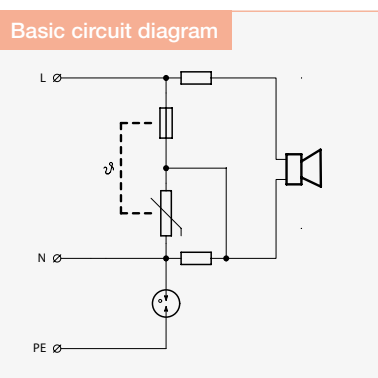 Basic circuit diagram
L
ϑ
N
PE